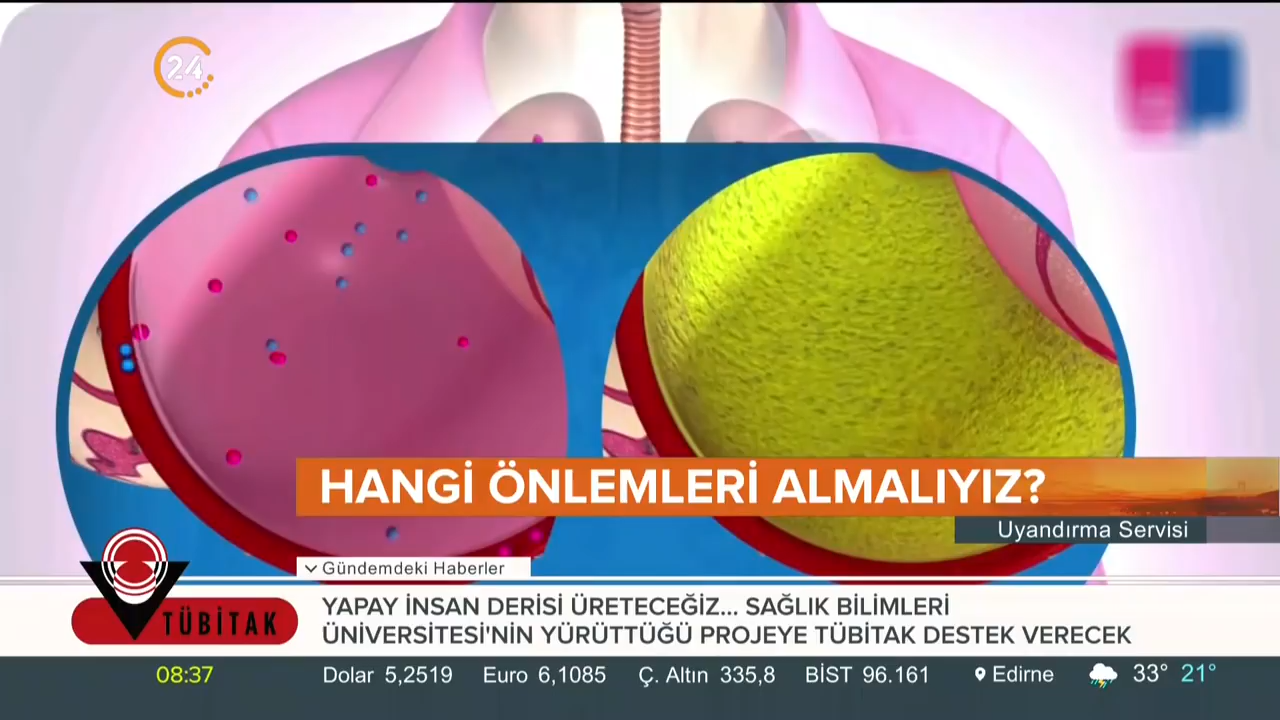 24
HANGİ ÖNLEMLERİ ALMALIYIZ?
Uyandırma Servisi
Gündemdeki Haberler
TÜBİTAK
YAPAY İNSAN DERİSİ ÜRETECEĞİZ... SAĞLIK BİLİMLERİ
ÜNİVERSİTESİ'NİN YÜRÜTTÜĞÜ PROJEYE TÜBİTAK DESTEK VERECEK
08:37 Dolar 5,2519 Euro 6,1085 Ç. Altın 335,8 BİST 96.161 Edirne 33° 21°